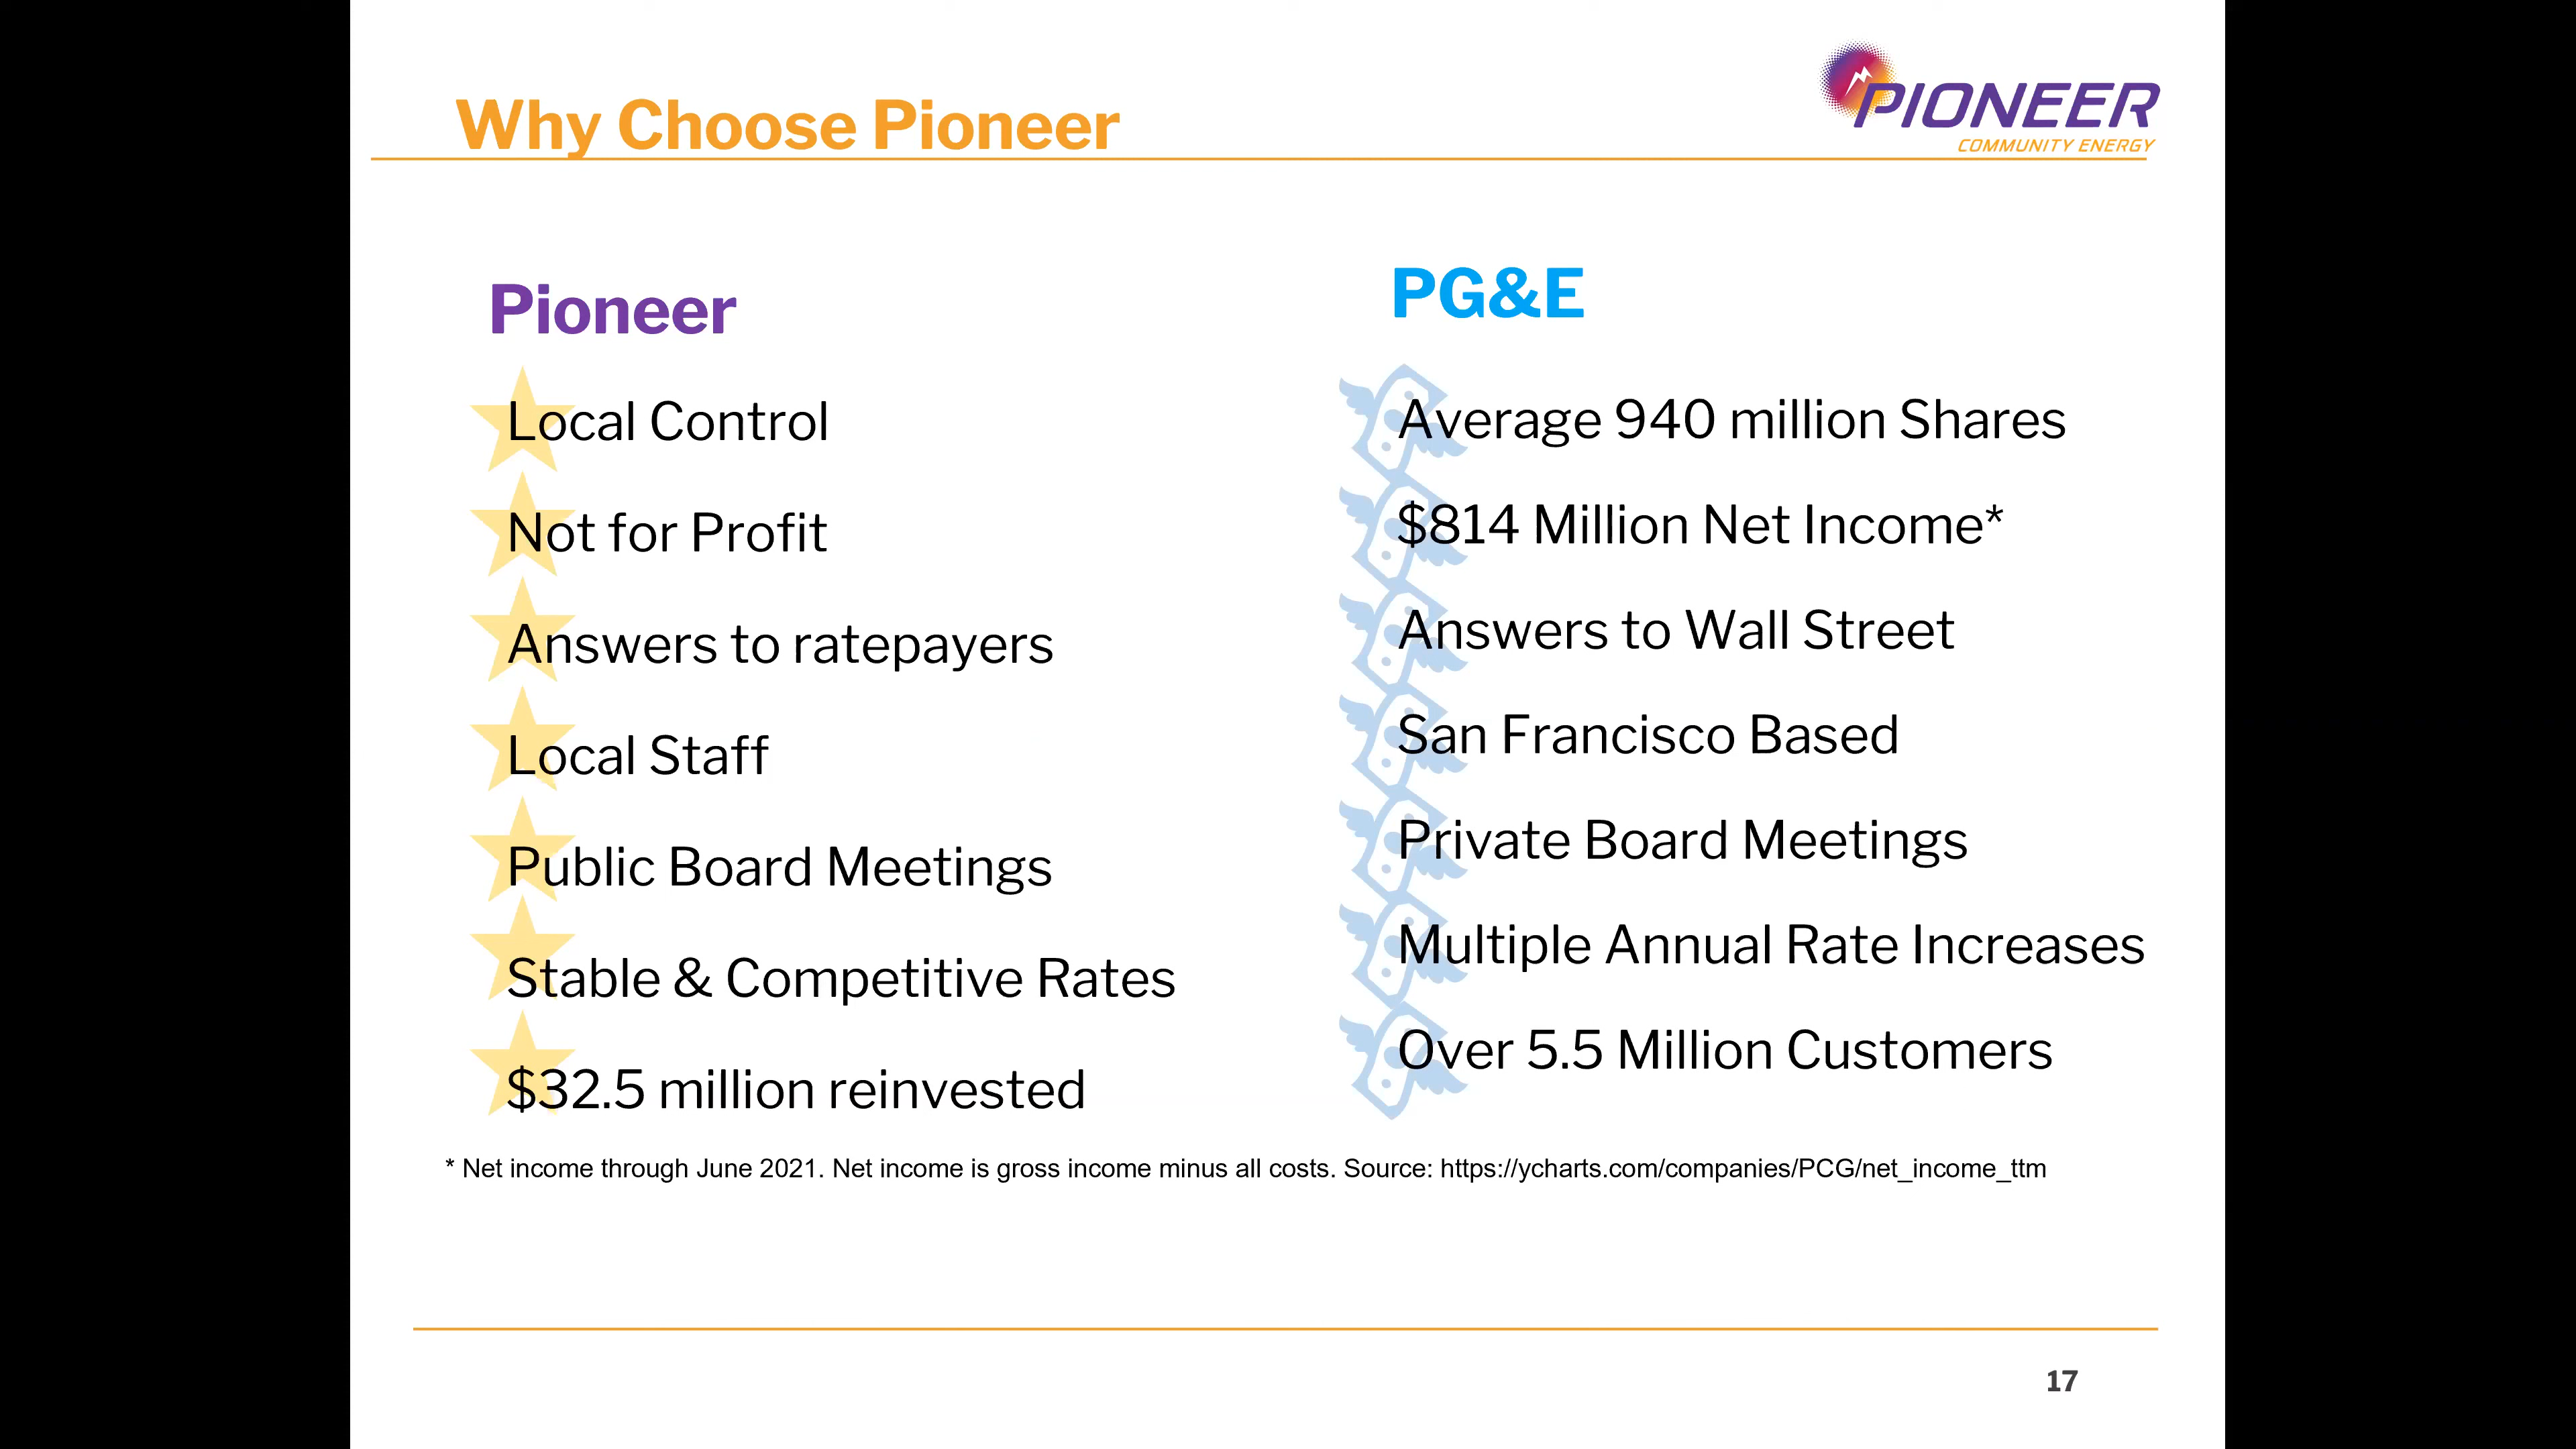 Why Choose Pioneer
PIONEER
COMMUNITY ENERGY
Pioneer
Local Control
Not for Profit
Answers to ratepayers
Local Staff
Public Board Meetings
Stable & Competitive Rates
$32.5 million reinvested
PG&E
Average 940 million Shares
$814 Million Net Income*
Answers to Wall Street
San Francisco Based
Private Board Meetings
Multiple Annual Rate Increases
Over 5.5 Million Customers
* Net income through June 2021. Net income is gross income minus all costs. Source: https://ycharts.com/companies/PCG/net_income_ttm
17